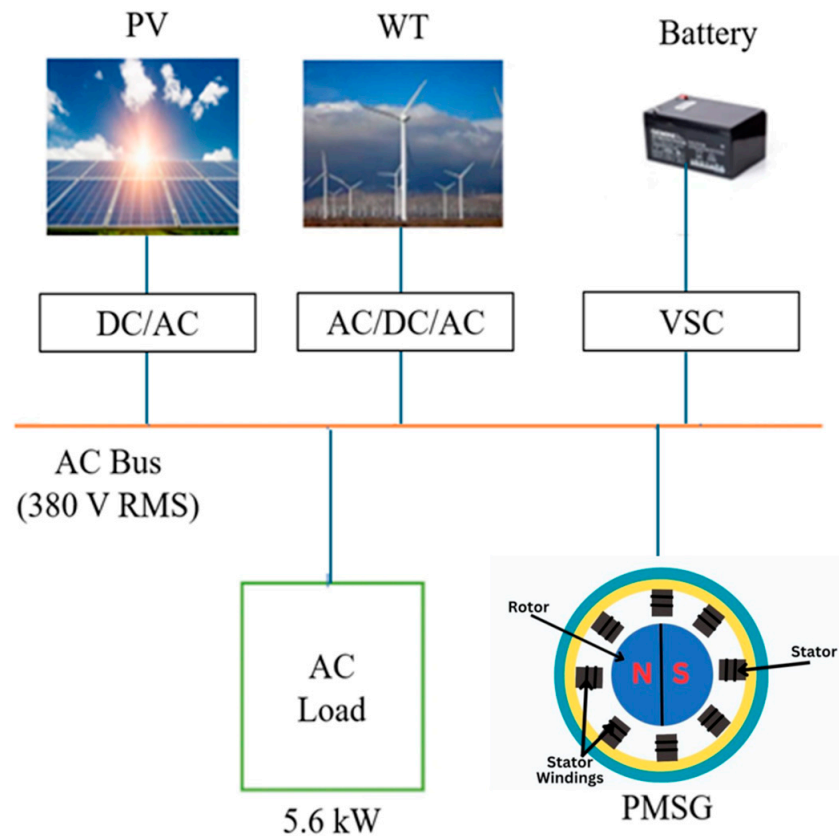 PV
WT
Battery
DC/AC
AC/DC/AC
VSC
AC Bus
(380 V RMS)
AC
Load
5.6 kW
Rotor
N S
Stator
Stator
Windings
PMSG